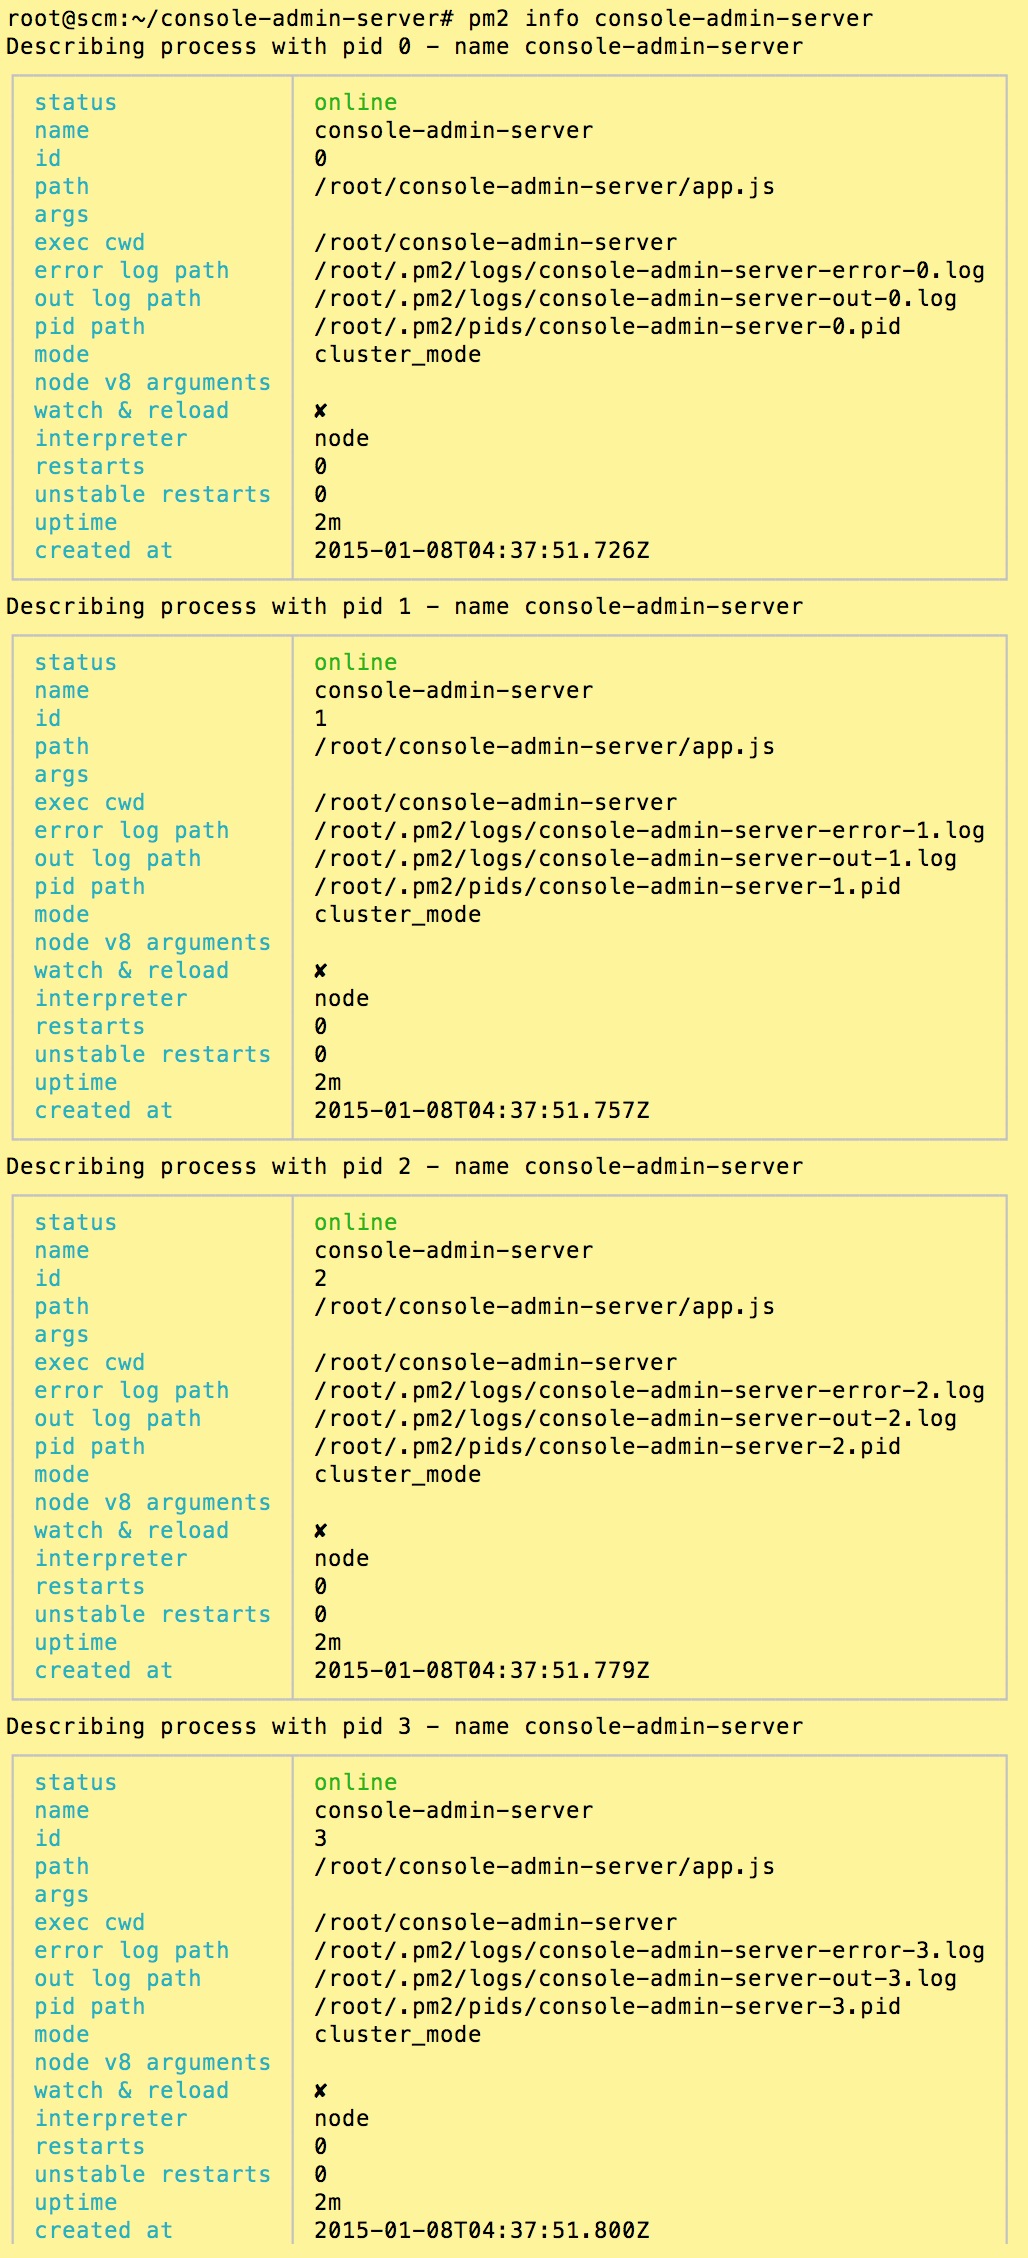 root@scm:~/console-admin-server# pm2 info console-admin-server
Describing process with pid 0 - name console-admin-server
status online
name console-admin-server
id 0
path /root/console-admin-server/app.js
args
exec cwd /root/console-admin-server
error log path /root/.pm2/logs/console-admin-server-error-0.log
out log path /root/.pm2/logs/console-admin-server-out-0.log
pid path /root/.pm2/pids/console-admin-server-0.pid
mode cluster_mode
node v8 arguments
watch & reload ✘
interpreter node
restarts 0
unstable restarts 0
uptime 2m
created at 2015-01-08T04:37:51.726Z
Describing process with pid 1 - name console-admin-server
status online
name console-admin-server
id 1
path /root/console-admin-server/app.js
args
exec cwd /root/console-admin-server
error log path /root/.pm2/logs/console-admin-server-error-1.log
out log path /root/.pm2/logs/console-admin-server-out-1.log
pid path /root/.pm2/pids/console-admin-server-1.pid
mode cluster_mode
node v8 arguments
watch & reload ✘
interpreter node
restarts 0
unstable restarts 0
uptime 2m
created at 2015-01-08T04:37:51.757Z
Describing process with pid 2 - name console-admin-server
status online
name console-admin-server
id 2
path /root/console-admin-server/app.js
args
exec cwd /root/console-admin-server
error log path /root/.pm2/logs/console-admin-server-error-2.log
out log path /root/.pm2/logs/console-admin-server-out-2.log
pid path /root/.pm2/pids/console-admin-server-2.pid
mode cluster_mode
node v8 arguments
watch & reload ✘
interpreter node
restarts 0
unstable restarts 0
uptime 2m
created at 2015-01-08T04:37:51.779Z
Describing process with pid 3 - name console-admin-server
status online
name console-admin-server
id 3
path /root/console-admin-server/app.js
args
exec cwd /root/console-admin-server
error log path /root/.pm2/logs/console-admin-server-error-3.log
out log path /root/.pm2/logs/console-admin-server-out-3.log
pid path /root/.pm2/pids/console-admin-server-3.pid
mode cluster_mode
node v8 arguments
watch & reload ✘
interpreter node
restarts 0
unstable restarts 0
uptime 2m
created at 2015-01-08T04:37:51.800Z